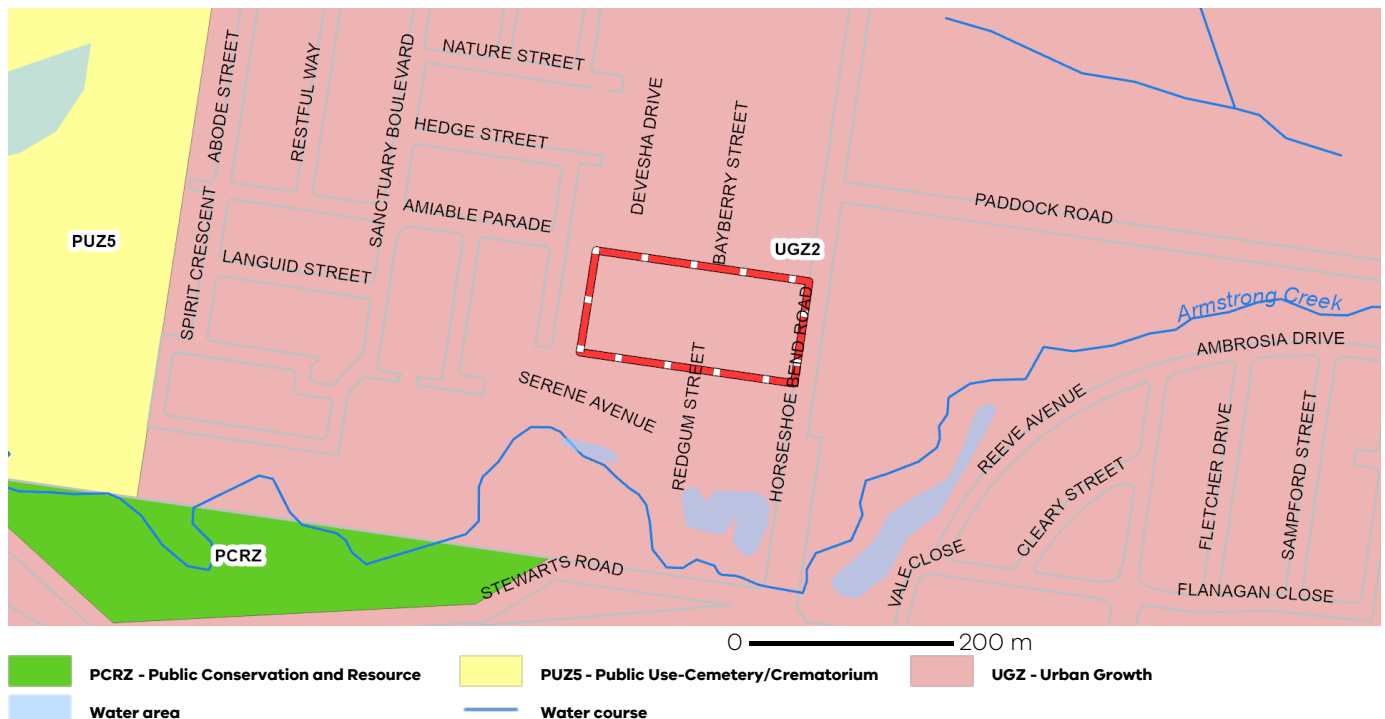 NATURE STREET
ABODE STREET
RESTFUL WAY
SANCTUARY BOULEVARD
HEDGE STREET
DEVESHA DRIVE
BAYBERRY STREET
PADDOCK ROAD
AMIABLE PARADE
SPIRIT CRESCENT
PUZ5
UGZ2
LANGUID STREET
Armstrong Creek
AMBROSIA DRIVE
SERENE AVENUE
REDGUM STREET
HORSESHOE BEND ROAD
REEVE AVENUE
CLEARY STREET
FLETCHER DRIVE
SAMPFORD STREET
PCRZ
STEWARTS ROAD
VALE CLOSE
FLANAGAN CLOSE
0 200 m
PCRZ - Public Conservation and Resource
PUZ5 - Public Use-Cemetery/Crematorium
UGZ - Urban Growth
Water area
Water course